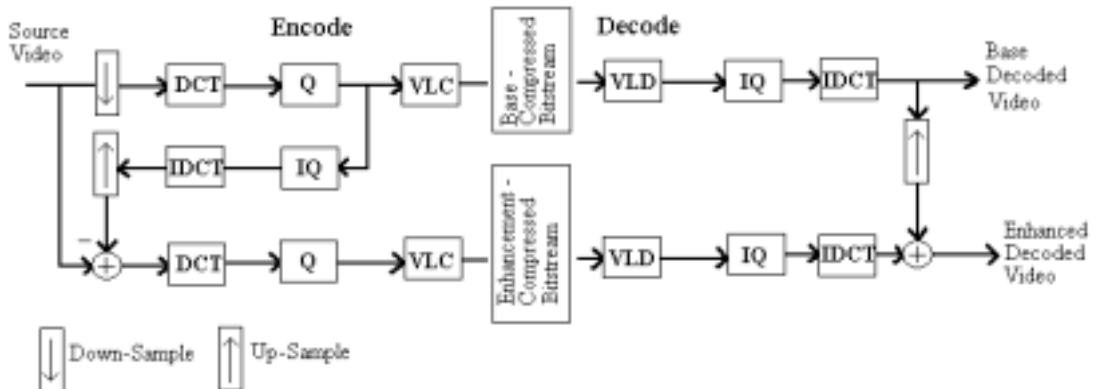 Source
Video
Encode
Decode
DCT
Q
VLC
Base -
Compressed
Bitstream
VLD
IQ
IDCT
Base
Decoded
Video
IDCT
IQ
−
+
DCT
Q
VLC
Enhancement -
Compressed
Bitstream
VLD
IQ
IDCT
+
Enhanced
Decoded
Video
Down-Sample
Up-Sample